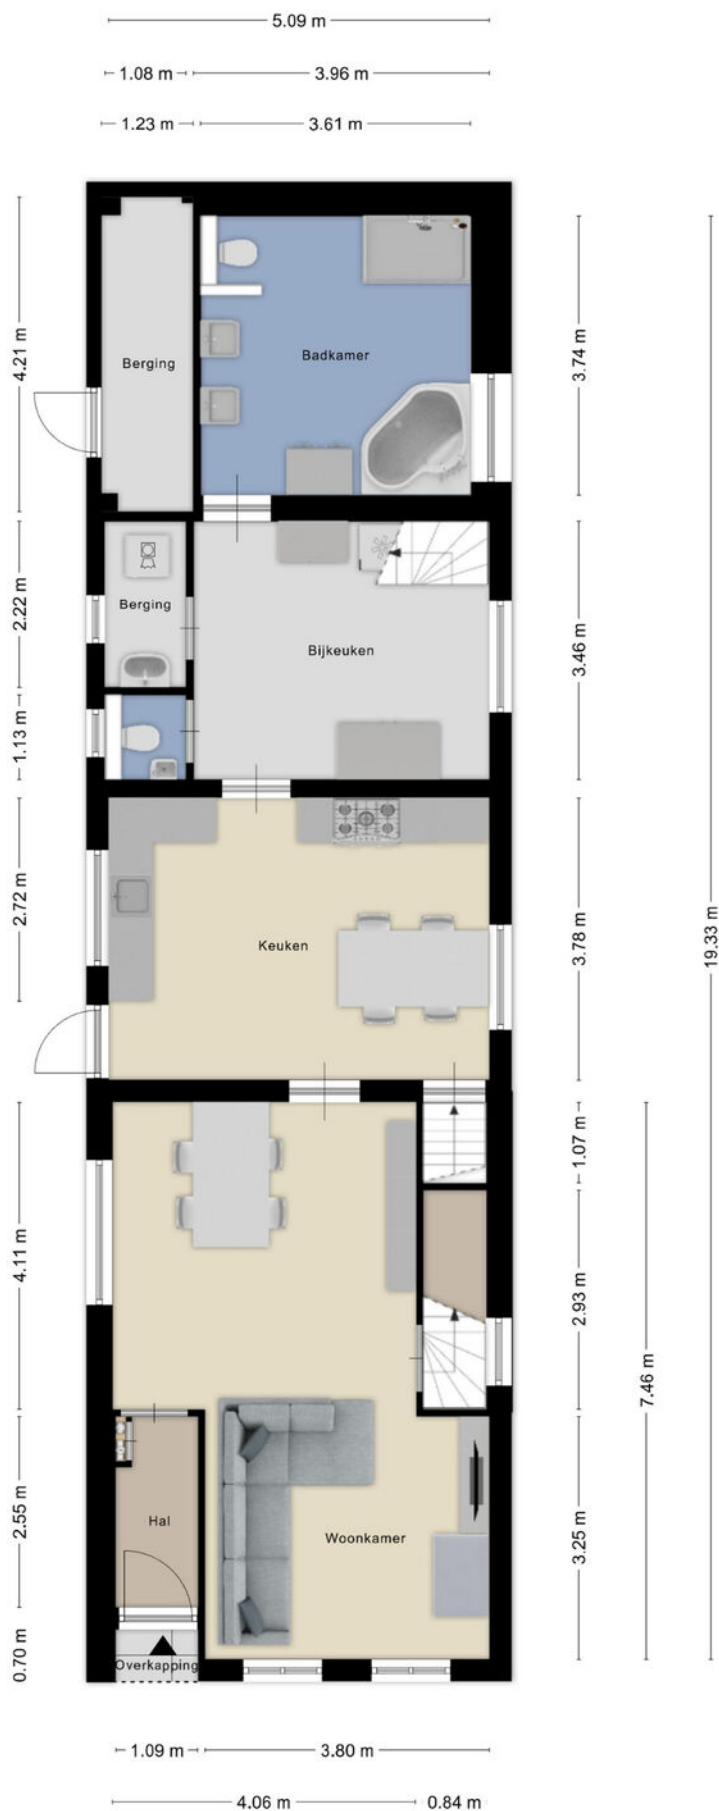 5.09 m
1.08 m
3.96 m
1.23 m
3.61 m
4.21 m
3.74 m
Berging
Badkamer
2.22 m
Berging
Bijkeuken
3.46 m
1.13 m
2.72 m
Keuken
3.78 m
19.33 m
1.07 m
4.11 m
2.93 m
7.46 m
2.55 m
Hal
Woonkamer
3.25 m
0.70 m
Overkapping
1.09 m
3.80 m
4.06 m
0.84 m